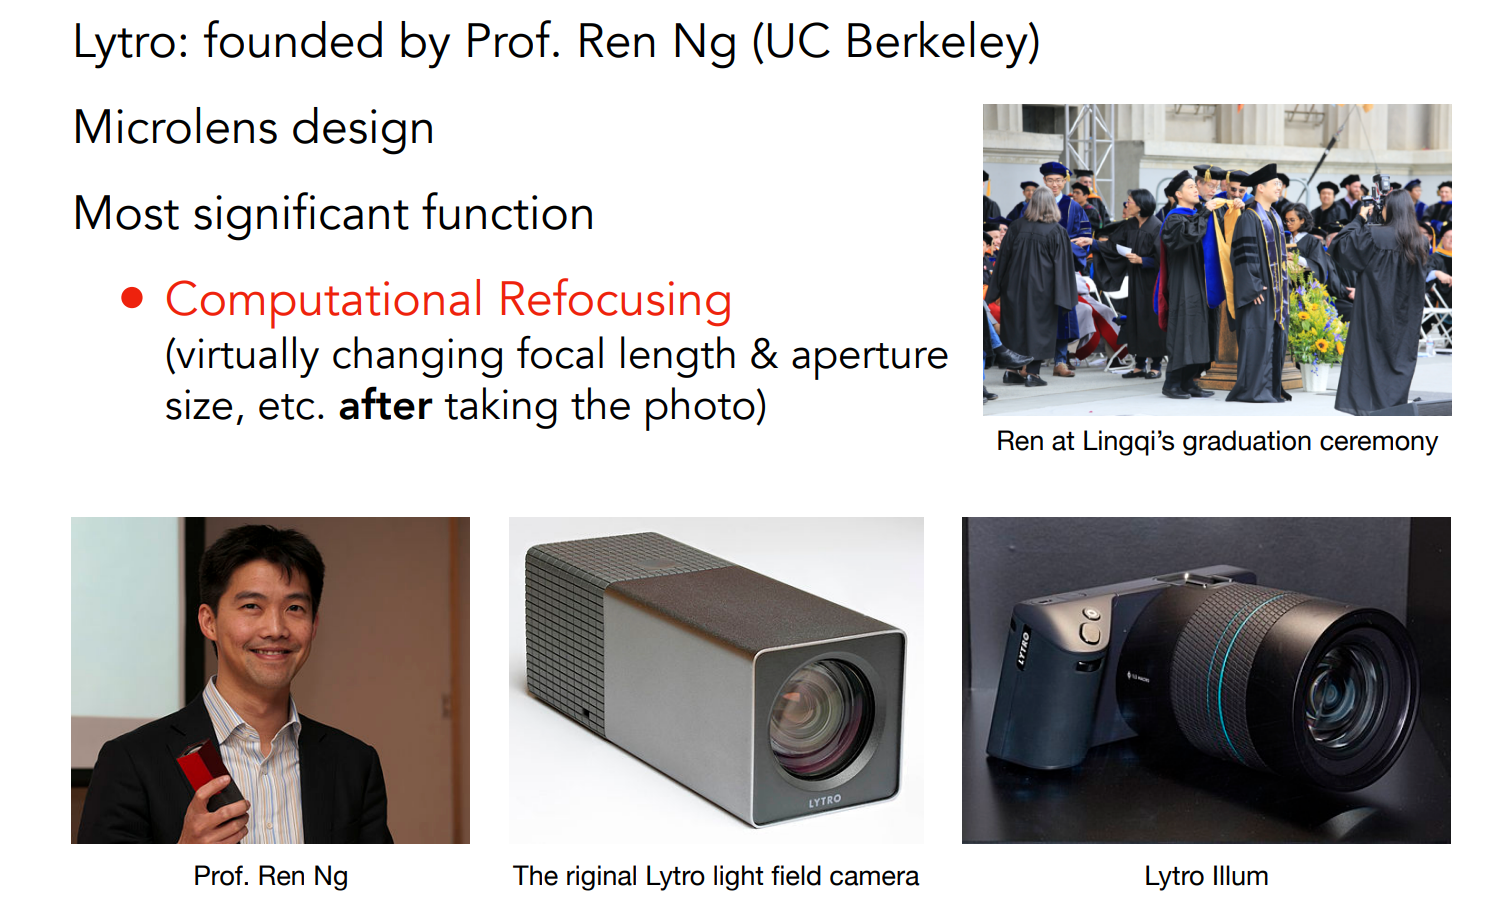 Lytro: founded by Prof. Ren Ng (UC Berkeley)
Microlens design
Most significant function
• Computational Refocusing
(virtually changing focal length & aperture
size, etc. after taking the photo)
Ren at Lingqi’s graduation ceremony
LYTRO
LYTRO
Prof. Ren Ng
The riginal Lytro light field camera
Lytro Illum